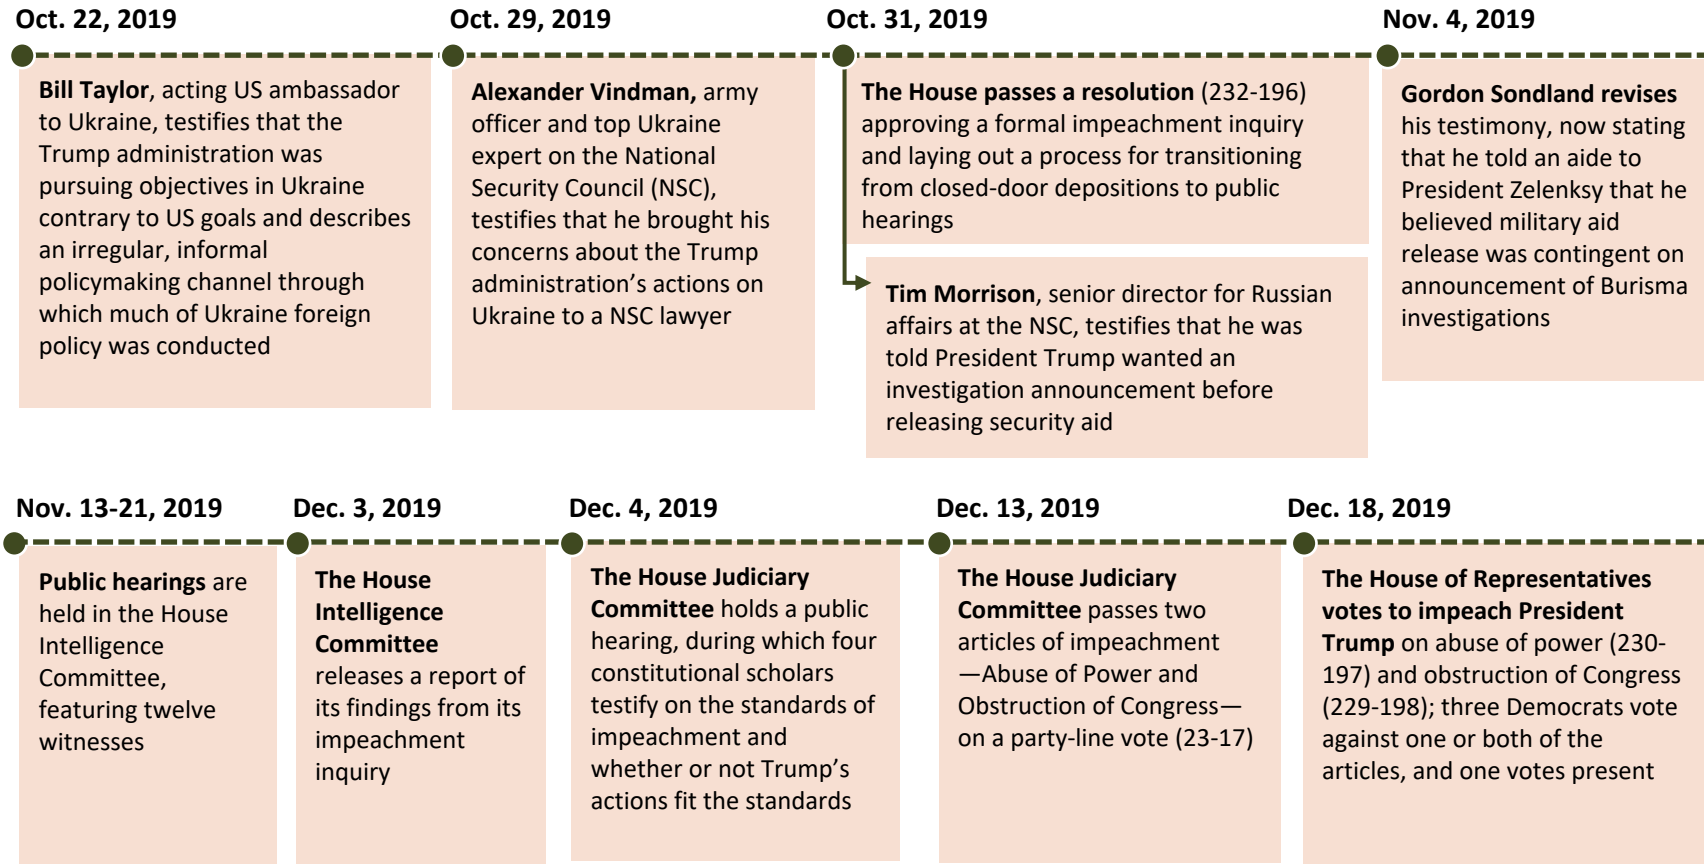 Oct. 22, 2019
Bill Taylor, acting US ambassador
to Ukraine, testifies that the
Trump administration was
pursuing objectives in Ukraine
contrary to US goals and describes
an irregular, informal
policymaking channel through
which much of Ukraine foreign
policy was conducted
Oct. 29, 2019
Alexander Vindman, army
officer and top Ukraine
expert on the National
Security Council (NSC),
testifies that he brought his
concerns about the Trump
administration’s actions on
Ukraine to a NSC lawyer
Oct. 31, 2019
The House passes a resolution (232-196)
approving a formal impeachment inquiry
and laying out a process for transitioning
from closed-door depositions to public
hearings
Tim Morrison, senior director for Russian
affairs at the NSC, testifies that he was
told President Trump wanted an
investigation announcement before
releasing security aid
Nov. 4, 2019
Gordon Sondland revises
his testimony, now stating
that he told an aide to
President Zelenksy that he
believed military aid
release was contingent on
announcement of Burisma
investigations
Nov. 13-21, 2019
Public hearings are
held in the House
Intelligence
Committee,
featuring twelve
witnesses
Dec. 3, 2019
The House
Intelligence
Committee
releases a report of
its findings from its
impeachment
inquiry
Dec. 4, 2019
The House Judiciary
Committee holds a public
hearing, during which four
constitutional scholars
testify on the standards of
impeachment and
whether or not Trump’s
actions fit the standards
Dec. 13, 2019
The House Judiciary
Committee passes two
articles of impeachment
—Abuse of Power and
Obstruction of Congress—
on a party-line vote (23-17)
Dec. 18, 2019
The House of Representatives
votes to impeach President
Trump on abuse of power (230-
197) and obstruction of Congress
(229-198); three Democrats vote
against one or both of the
articles, and one votes present